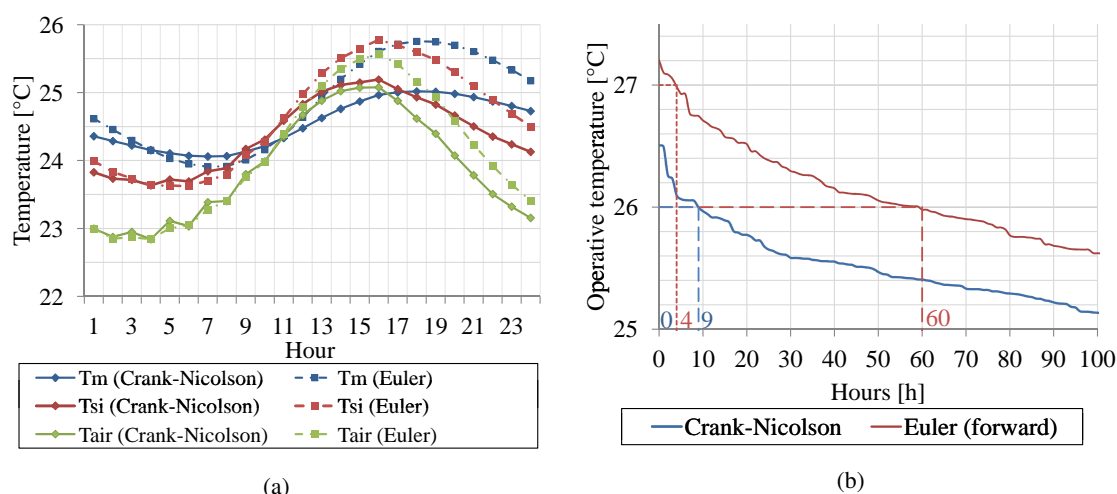 Temperature [°C]
26
25
24
23
22
1 3 5 7 9 11 13 15 17 19 21 23
Hour
Tm (Crank-Nicolson) Tm (Euler)
Tsi (Crank-Nicolson) Tsi (Euler)
Tair (Crank-Nicolson) Tair (Euler)
(a)
Operative temperature [°C]
27
26
25
0 4 9 60
0 10 20 30 40 50 60 70 80 90 100
Hours [h]
Crank-Nicolson Euler (forward)
(b)